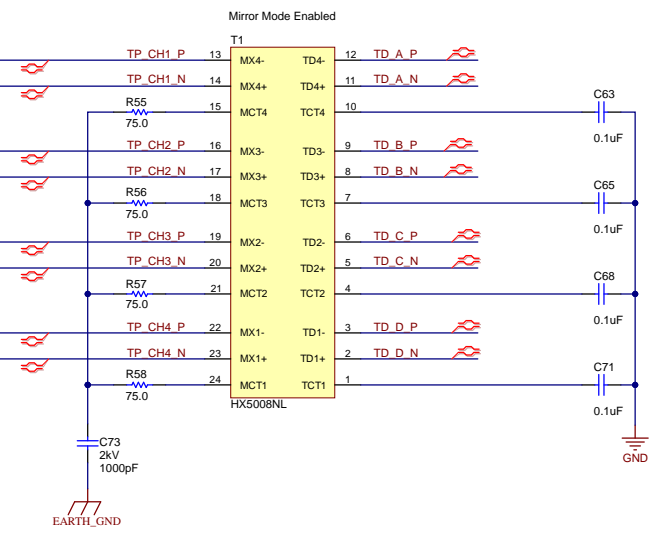 Mirror Mode Enabled
T1
TP_CH1_P 13 MX4- TD4- 12 TD_A_P
TP_CH1_N 14 MX4+ TD4+ 11 TD_A_N
R55 15 MCT4 TCT4 10 C63
75.0 0.1uF
TP_CH2_P 16 MX3- TD3- 9 TD_B_P
TP_CH2_N 17 MX3+ TD3+ 8 TD_B_N
R56 18 MCT3 TCT3 7 C65
75.0 0.1uF
TP_CH3_P 19 MX2- TD2- 6 TD_C_P
TP_CH3_N 20 MX2+ TD2+ 5 TD_C_N
R57 21 MCT2 TCT2 4 C68
75.0 0.1uF
TP_CH4_P 22 MX1- TD1- 3 TD_D_P
TP_CH4_N 23 MX1+ TD1+ 2 TD_D_N
R58 24 MCT1 TCT1 1 C71
75.0 0.1uF
HX5008NL
C73
2kV
1000pF
GND
EARTH_GND